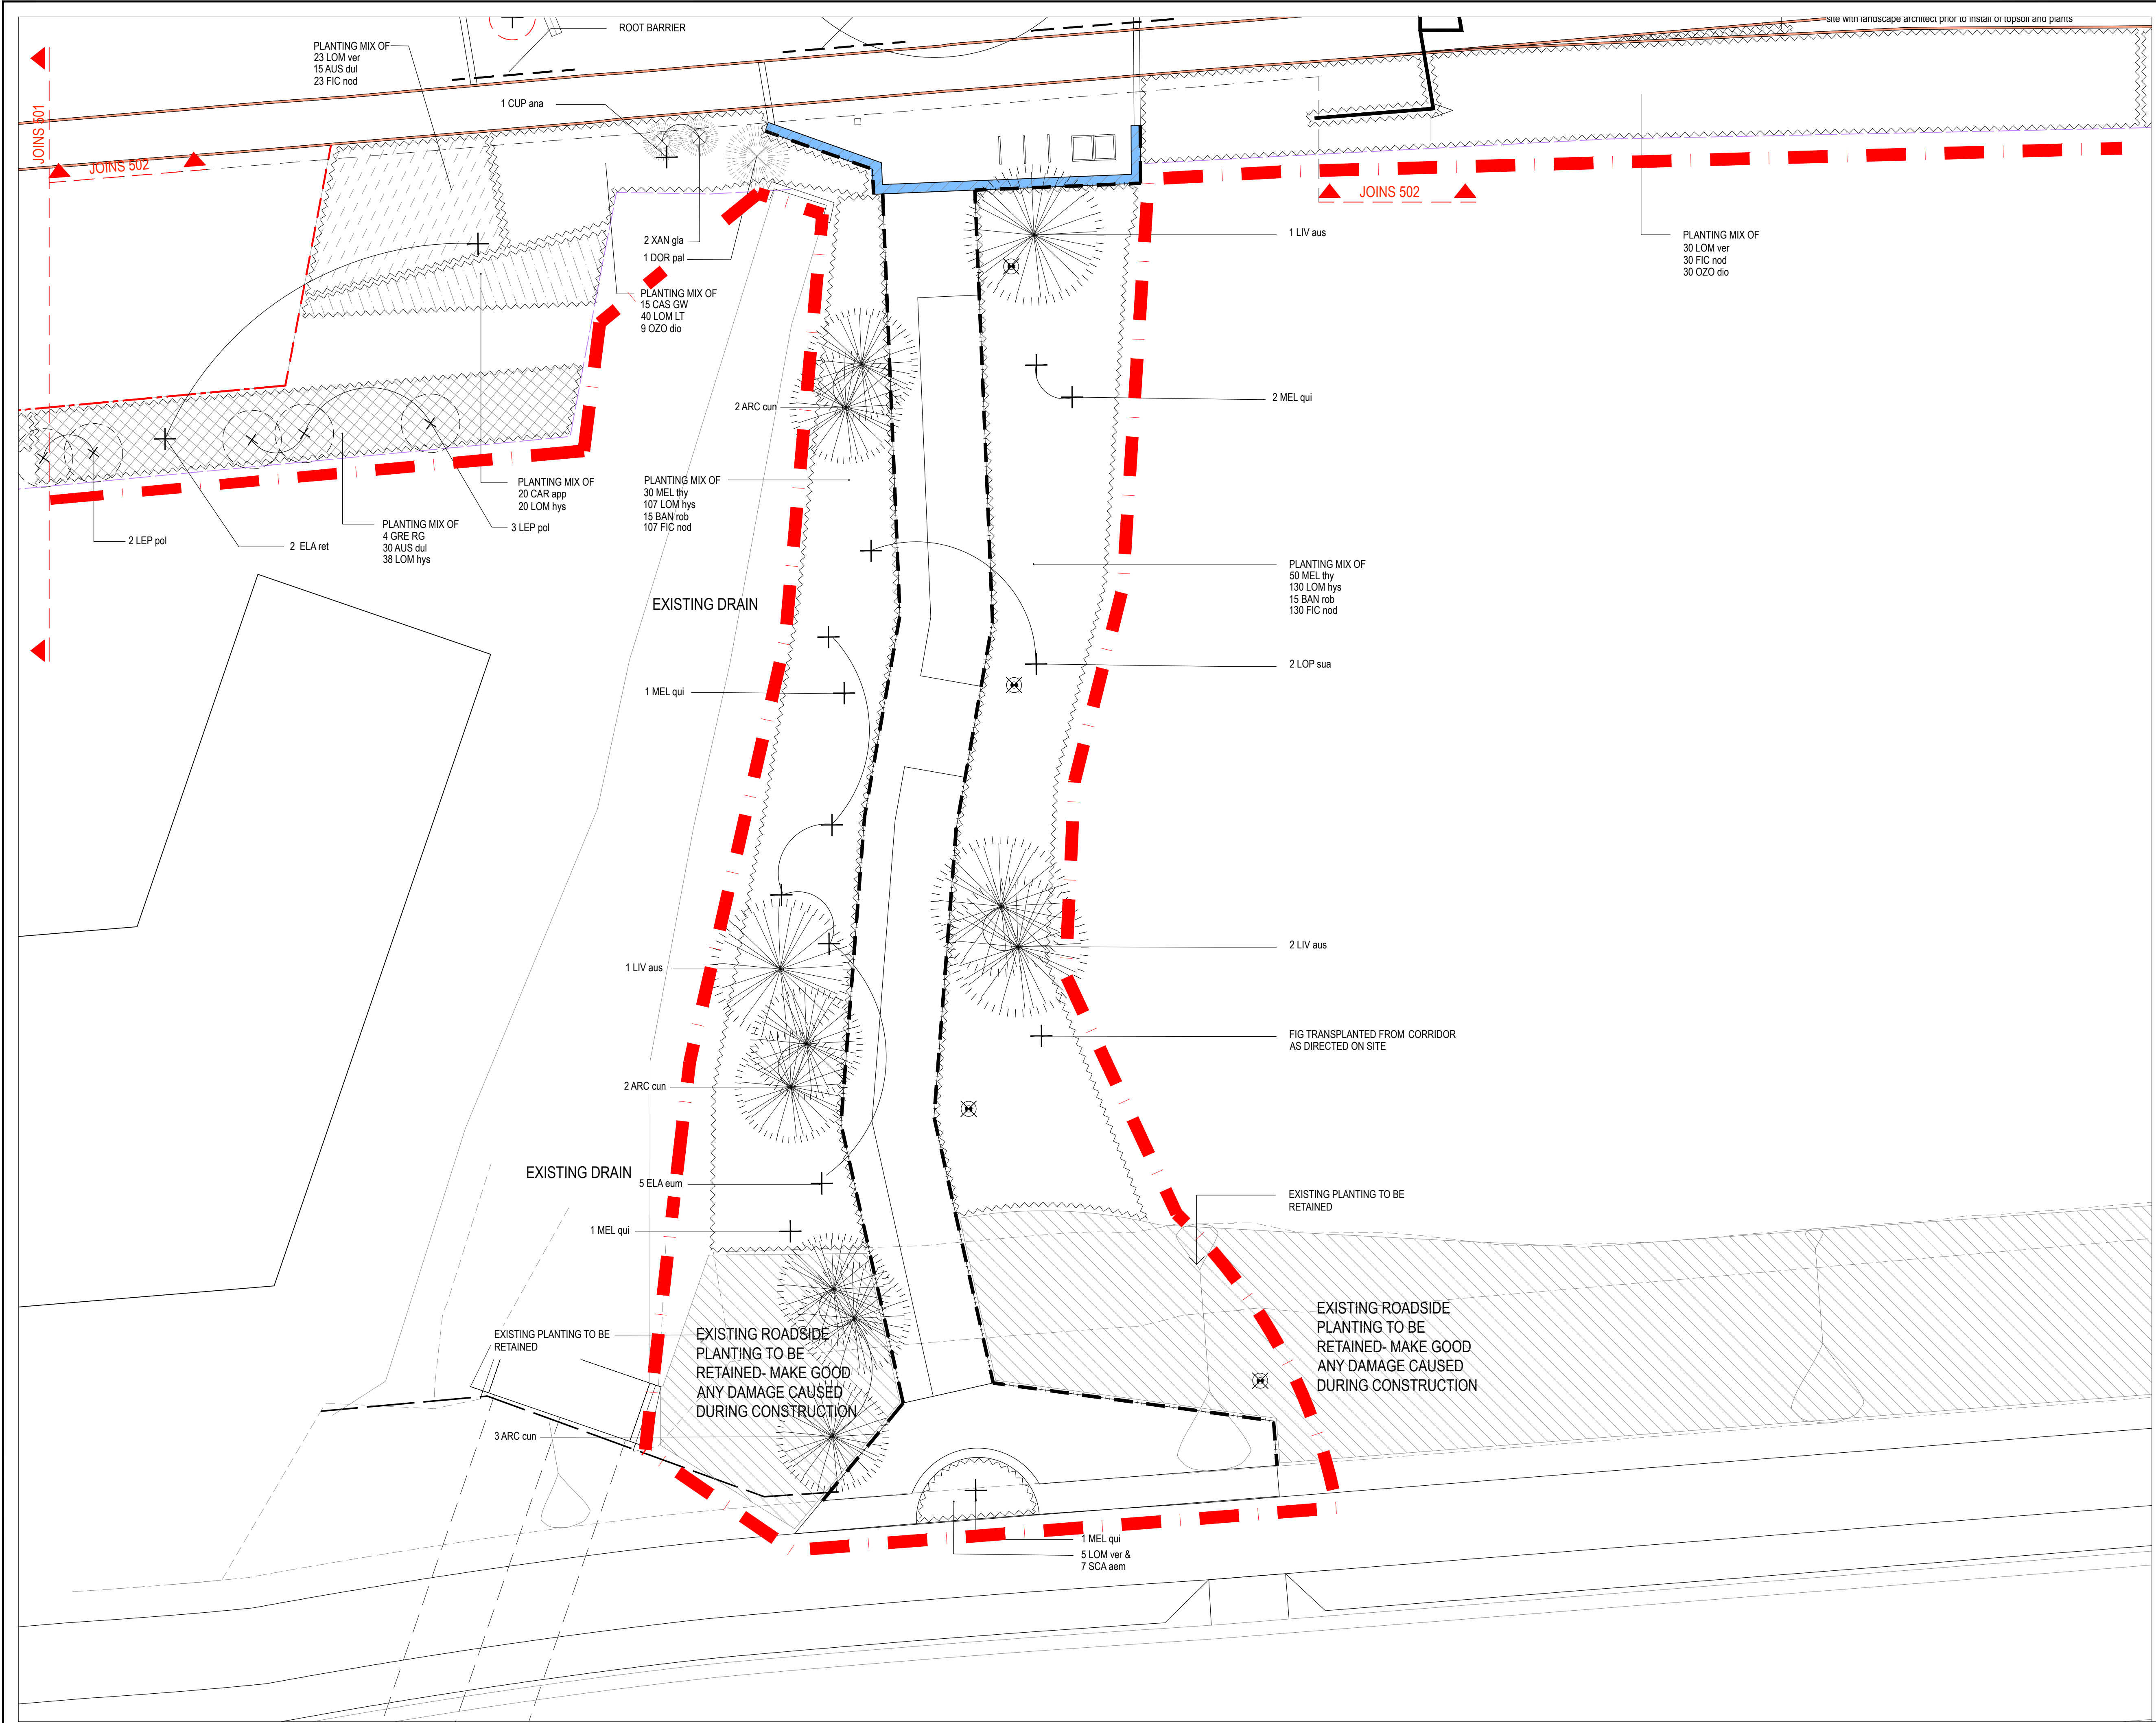 site with landscape architect prior to install of topsoil and plants
ROOT BARRIER
PLANTING MIX OF
23 LOM ver
15 AUS dul
23 FIC nod
1 CUP ana
JOINS 501
JOINS 502
JOINS 502
2 XAN gla
1 DOR pal
1 LIV aus
PLANTING MIX OF
30 LOM ver
30 FIC nod
30 OZO dio
PLANTING MIX OF
15 CAS GW
40 LOM LT
9 OZO dio
2 ARC cun
2 MEL qui
PLANTING MIX OF
20 CAR app
20 LOM hys
PLANTING MIX OF
30 MEL thy
107 LOM hys
15 BAN rob
107 FIC nod
2 LEP pol
2 ELA ret
PLANTING MIX OF
4 GRE RG
30 AUS dul
38 LOM hys
3 LEP pol
PLANTING MIX OF
50 MEL thy
130 LOM hys
15 BAN rob
130 FIC nod
EXISTING DRAIN
2 LOP sua
1 MEL qui
2 LIV aus
1 LIV aus
FIG TRANSPLANTED FROM CORRIDOR
AS DIRECTED ON SITE
2 ARC cun
EXISTING DRAIN
5 ELA eum
EXISTING PLANTING TO BE
RETAINED
1 MEL qui
EXISTING PLANTING TO BE
RETAINED
EXISTING ROADSIDE
PLANTING TO BE
RETAINED- MAKE GOOD
ANY DAMAGE CAUSED
DURING CONSTRUCTION
EXISTING ROADSIDE
PLANTING TO BE
RETAINED- MAKE GOOD
ANY DAMAGE CAUSED
DURING CONSTRUCTION
3 ARC cun
1 MEL qui
5 LOM ver &
7 SCA aem